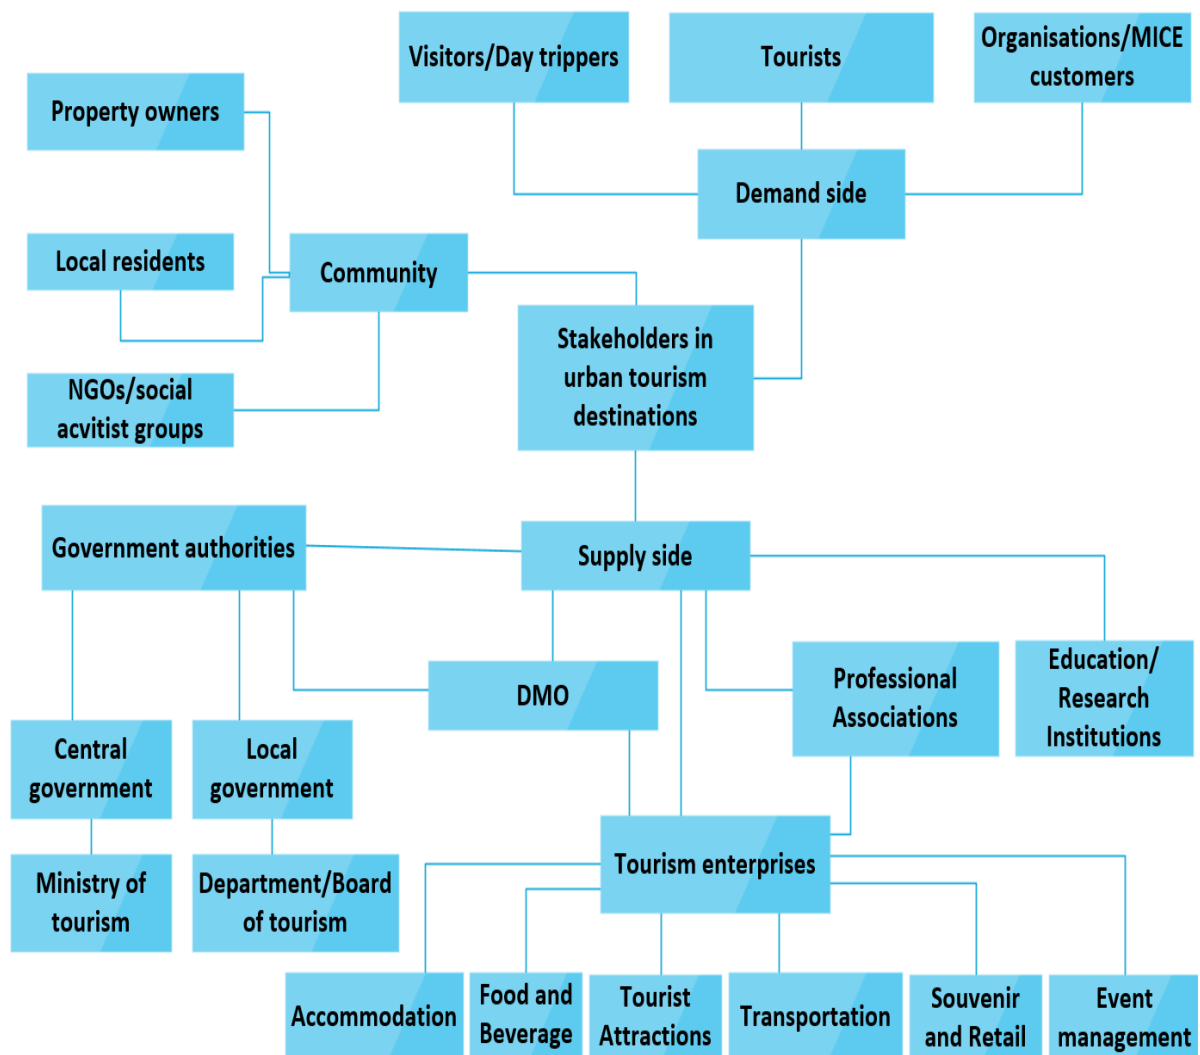 Visitors/Day trippers
Tourists
Organisations/MICE
customers
Property owners
Demand side
Local residents
Community
Stakeholders in
urban tourism
destinations
NGOs/social
acvitist groups
Government authorities
Supply side
DMO
Professional
Associations
Education/
Research
Institutions
Central
government
Local
government
Ministry of
tourism
Department/Board
of tourism
Tourism enterprises
Accommodation
Food and
Beverage
Tourist
Attractions
Transportation
Souvenir
and Retail
Event
management